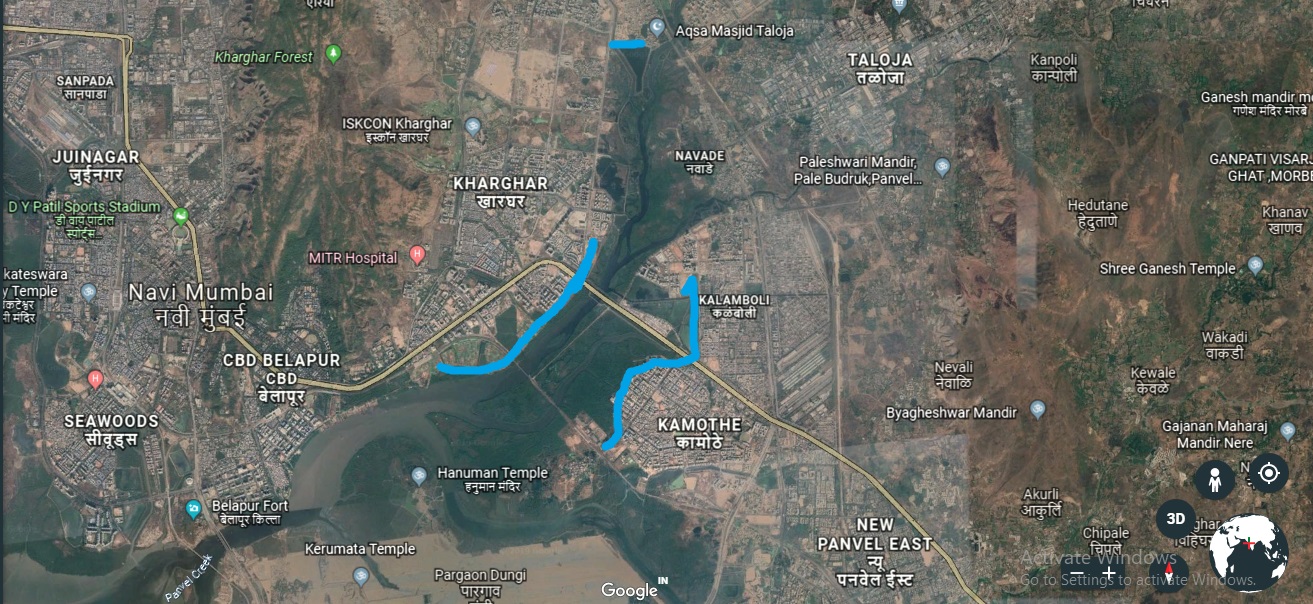 एरिया
चिंधरन
Kharghar Forest
Aqsa Masjid Taloja
TALOJA
तळोजा
Kanpoli
कान्पोली
SANPADA
सानपाडा
Ganesh mandir mo
गणेश मंदिर मोरबे
ISKCON Kharghar
इस्कॉन खारघर
JUINAGAR
जुईनगर
NAVADE
नवाडे
Paleshwari Mandir,
Pale Budruk,Panvel...
GANPATI VISARJ
GHAT ,MORBE
KHARGHAR
खारघर
D Y Patil Sports Stadium
डी वाय पाटील
स्पोर्ट्स
Hedutane
हेदुताणे
Khanav
खाणव
MITR Hospital
kateswara
y Temple
Shree Ganesh Temple
Navi Mumbai
नवी मुंबई
KALAMBOLI
कळंबोली
CBD BELAPUR
CBD
बेलापूर
Wakadi
वाकडी
Nevali
नेवाळि
Kewale
केवळे
SEAWOODS
सीवूड्स
KAMOTHE
कामोठे
Byagheshwar Mandir
Gajanan Maharaj
Mandir Nere
Hanuman Temple
हनुमान मंदिर
Belapur Fort
बेलापूर किल्ला
Akurli
आकुर्ली
3D
NEW
PANVEL EAST
न्यू
पनवेल ईस्ट
Chipale
चिपले
Kerumata Temple
Panvel Creek
Pargaon Dungi
पारगाव
Google
IN
Activate Windows
Go to Settings to activate Windows.